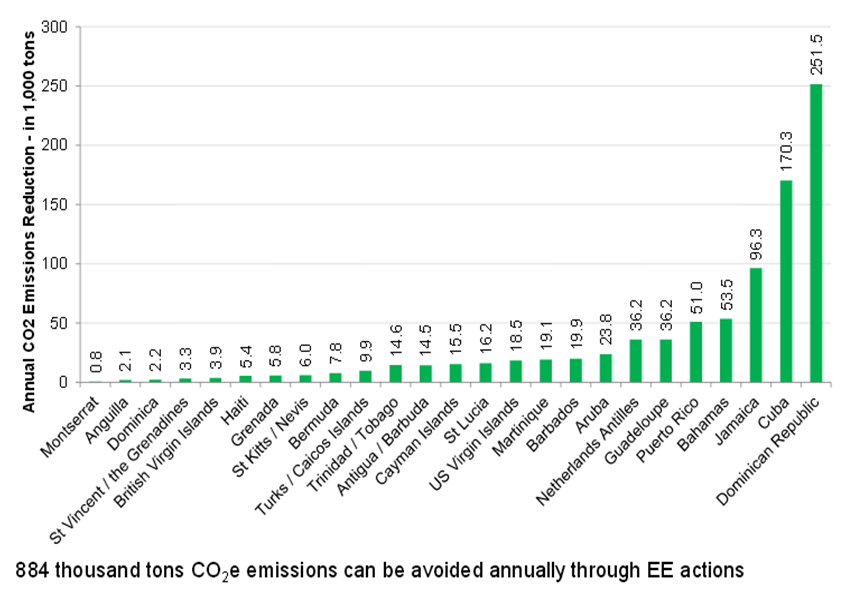 300
250
200
150
100
50
0
Annual CO2 Emissions Reduction - in 1,000 tons
0.8
2.1
2.2
3.3
3.9
5.4
5.8
6.0
7.8
9.9
14.6
14.5
15.5
16.2
18.5
19.1
19.9
23.8
36.2
36.2
51.0
53.5
96.3
170.3
251.5
Montserrat
Anguilla
Dominica
St Vincent / the Grenadines
British Virgin Islands
Haiti
Grenada
St Kitts / Nevis
Bermuda
Turks / Caicos Islands
Trinidad / Tobago
Antigua / Barbuda
Cayman Islands
St Lucia
US Virgin Islands
Martinique
Barbados
Aruba
Netherlands Antilles
Guadeloupe
Puerto Rico
Bahamas
Jamaica
Cuba
Dominican Republic
884 thousand tons CO₂e emissions can be avoided annually through EE actions